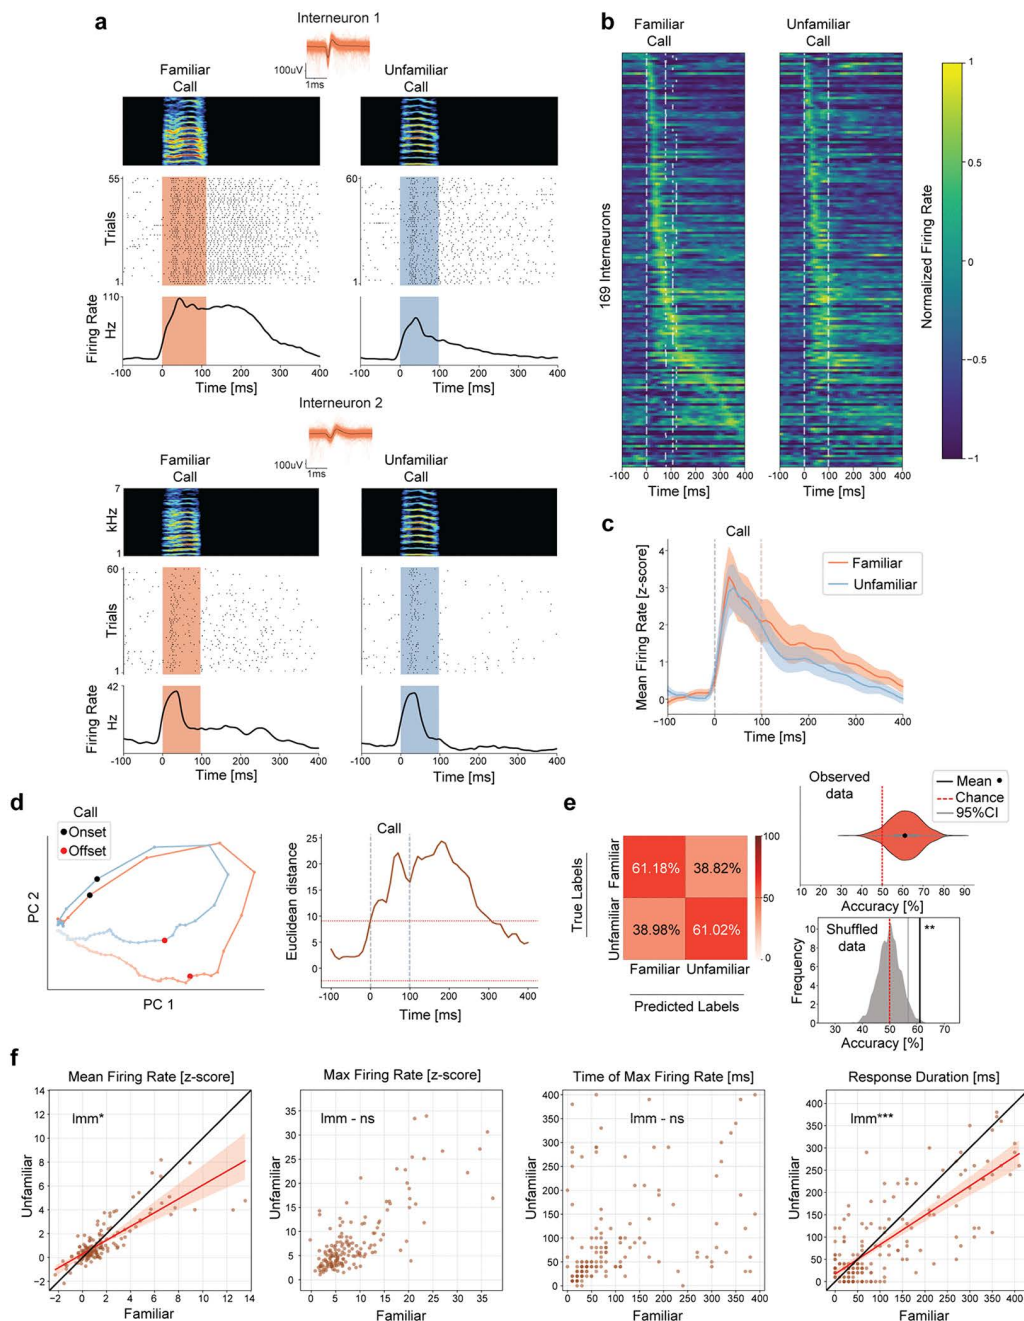 a
Interneuron 1
100uV
1ms
Familiar
Call
Unfamiliar
Call
55
Trials
1
60
1
110
Firing Rate
Hz
-100 0 100 200 300 400
Time [ms]
-100 0 100 200 300 400
Time [ms]
Interneuron 2
100uV
1ms
Familiar
Call
Unfamiliar
Call
7
kHz
1
60
Trials
1
60
1
42
Firing Rate
Hz
-100 0 100 200 300 400
Time [ms]
-100 0 100 200 300 400
Time [ms]
b
Familiar
Call
Unfamiliar
Call
169 Interneurons
-100 0 100 200 300 400
Time [ms]
-100 0 100 200 300 400
Time [ms]
1
0.5
0
−0.5
−1
Normalized Firing Rate
c
Call
Familiar
Unfamiliar
Mean Firing Rate [z-score]
4
3
2
1
0
−100 0 100 200 300 400
Time [ms]
d
Call
Onset
Offset
PC 2
PC 1
Call
Euclidean distance
25
20
15
10
5
0
-100 0 100 200 300 400
Time [ms]
e
True Labels
Familiar
Unfamiliar
61.18% 38.82%
38.98% 61.02%
Familiar Unfamiliar
Predicted Labels
100
80
60
40
20
0
Observed
data
Mean
Chance
95%CI
10 20 30 40 50 60 70 80 90
Accuracy [%]
Shuffled
data
**
Frequency
10
8
6
4
2
0
30 40 50 60 70
Accuracy [%]
f
Mean Firing Rate [z-score]
lmm*
Unfamiliar
14
12
10
8
6
4
2
0
−2
-2 0 2 4 6 8 10 12 14
Familiar
Max Firing Rate [z-score]
lmm - ns
Unfamiliar
35
30
25
20
15
10
5
0
0 5 10 15 20 25 30 35
Familiar
Time of Max Firing Rate [ms]
lmm - ns
Unfamiliar
400
350
300
250
200
150
100
50
0
0 50 100 150 200 250 300 350 400
Familiar
Response Duration [ms]
lmm***
Unfamiliar
400
350
300
250
200
150
100
50
0
0 50 100 150 200 250 300 350 400
Familiar